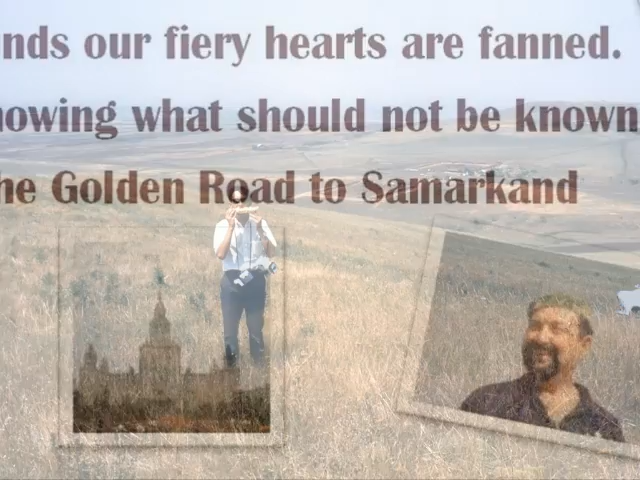 nds our fiery hearts are fanned.
nowing what should not be known
he Golden Road to Samarkand